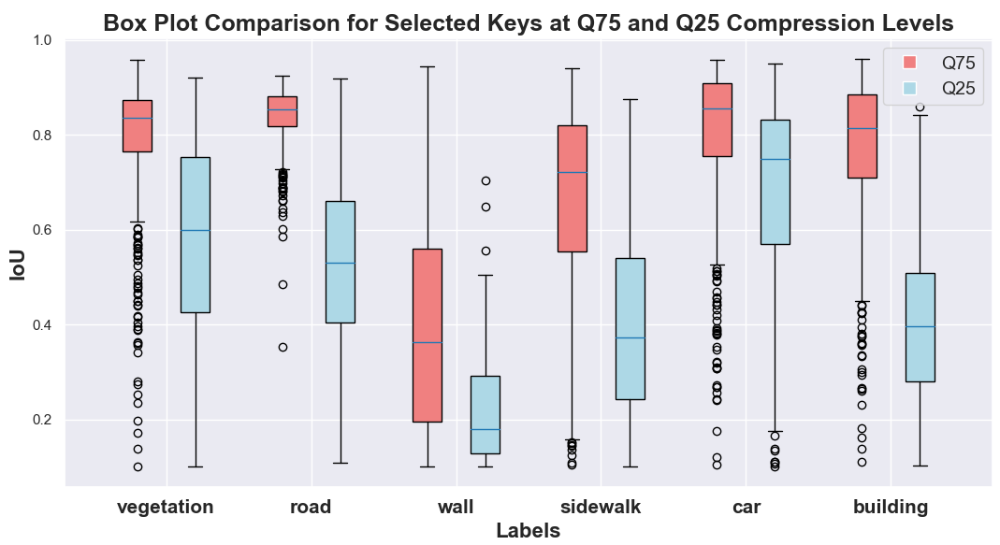 Box Plot Comparison for Selected Keys at Q75 and Q25 Compression Levels
Q75
Q25
IoU
1.0
0.8
0.6
0.4
0.2
vegetation road wall sidewalk car building
Labels